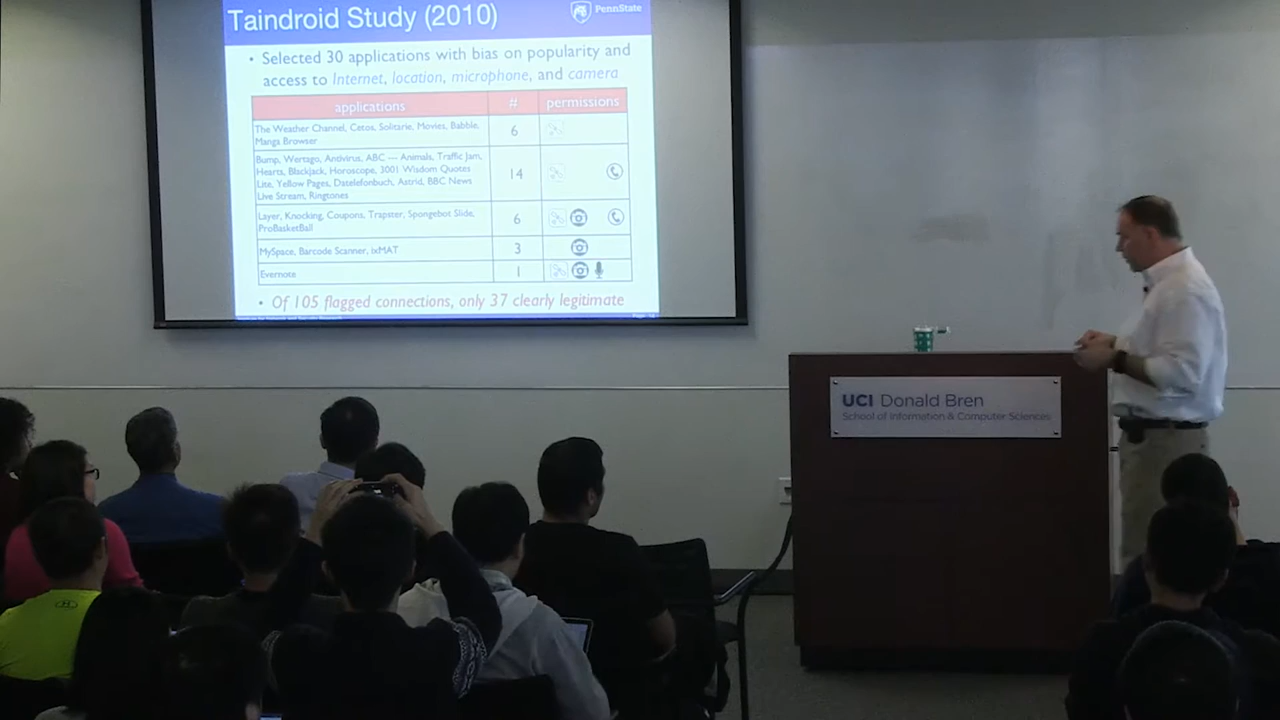 Taindroid Study (2010)
PennState
• Selected 30 applications with bias on popularity and
access to Internet, location, microphone, and camera
applications # permissions
The Weather Channel, Cetos, Solitarie, Movies, Babble,
Manga Browser
6
Bump, Wertago, Antivirus, ABC --- Animals, Traffic Jam,
Hearts, Blackjack, Horoscope, 3001 Wisdom Quotes
Lite, Yellow Pages, Datelefonbuch, Astrid, BBC News
Live Stream, Ringtones
14
Layer, Knocking, Coupons, Trapster, Spongebot Slide,
ProBasketBall
6
MySpace, Barcode Scanner, ixMAT 3
Evernote 1
• Of 105 flagged connections, only 37 clearly legitimate
UCI Donald Bren
School of Information & Computer Sciences